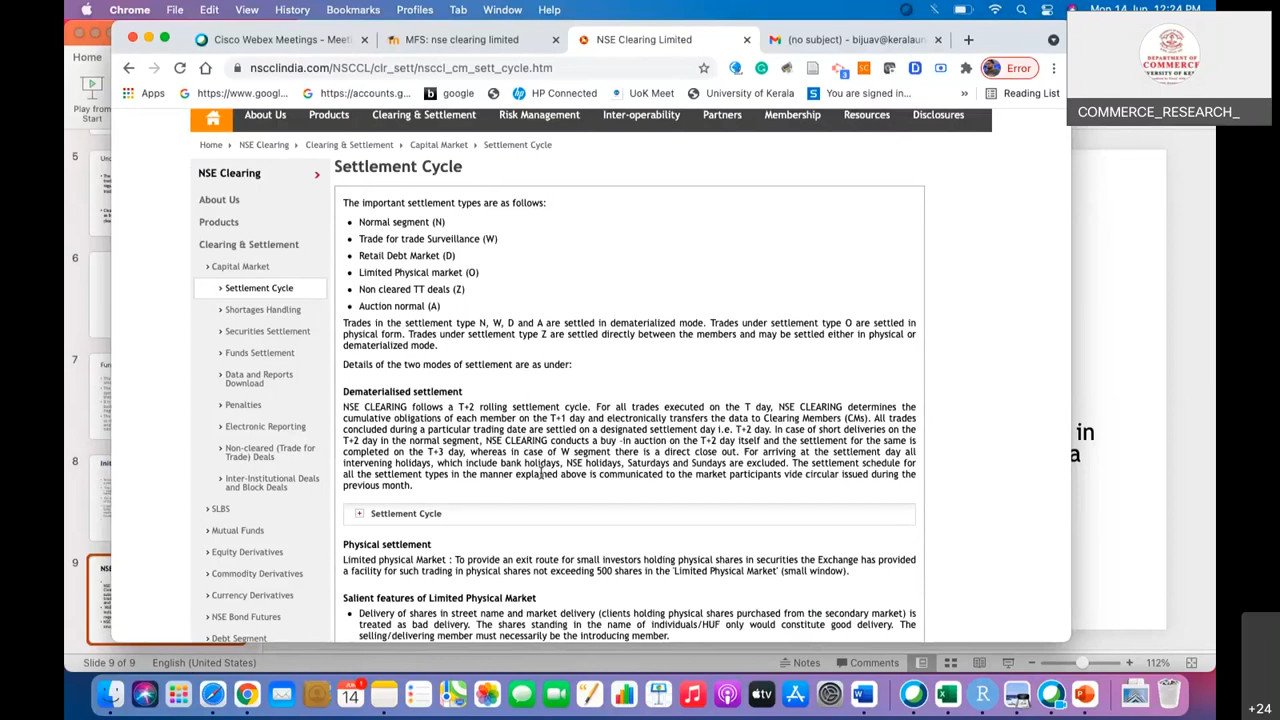 Chrome File Edit View History Bookmarks Profiles Tab Window Help
Mon 14 Jun 12:24 PM
Cisco Webex Meetings - Meeti
MFS: nse clearing limited
NSE Clearing Limited
(no subject) - bijuav@keralaun
nscclindia.com/NSCCL/clr_sett/nsccl_
Error
Apps
https://www.googl...
https://accounts.g...
HP Connected
UoK Meet
University of Kerala
You are signed in...
Reading List
DEPARTMENT OF
COMMERCE
COMMERCE_RESEARCH_
Home
Play from
Start
About Us
Products
Clearing & Settlement
Risk Management
Inter-operability
Partners
Membership
Resources
Disclosures
Home › NSE Clearing › Clearing & Settlement › Capital Market › Settlement Cycle
NSE Clearing
About Us
Products
Clearing & Settlement
Capital Market
Settlement Cycle
Shortages Handling
Securities Settlement
Funds Settlement
Data and Reports
Download
Penalties
Electronic Reporting
Non-cleared (Trade for
Trade) Deals
Inter-Institutional Deals
and Block Deals
SLBS
Mutual Funds
Equity Derivatives
Commodity Derivatives
Currency Derivatives
NSE Bond Futures
Debt Segment
Settlement Cycle
The important settlement types are as follows:
• Normal segment (N)
• Trade for trade Surveillance (W)
• Retail Debt Market (D)
• Limited Physical market (O)
• Non cleared TT deals (Z)
• Auction normal (A)
Trades in the settlement type N, W, D and A are settled in dematerialized mode. Trades under settlement type O are settled in
physical form. Trades under settlement type Z are settled directly between the members and may be settled either in physical or
dematerialized mode.
Details of the two modes of settlement are as under:
Dematerialised settlement
NSE CLEARING follows a T+2 rolling settlement cycle. For all trades executed on the T day, NSE CLEARING determines the
cumulative obligations of each member on the T+1 day and electronically transfers the data to Clearing Members (CMs). All trades
concluded during a particular trading date are settled on a designated settlement day i.e. T+2 day. In case of short deliveries on the
T+2 day in the normal segment, NSE CLEARING conducts a buy -in auction on the T+2 day itself and the settlement for the same is
completed on the T+3 day, whereas in case of W segment there is a direct close out. For arriving at the settlement day all
intervening holidays, which include bank holidays, NSE holidays, Saturdays and Sundays are excluded. The settlement schedule for
all the settlement types in the manner explained above is communicated to the market participants vide circular issued during the
previous month.
Settlement Cycle
Physical settlement
Limited physical Market : To provide an exit route for small investors holding physical shares in securities the Exchange has provided
a facility for such trading in physical shares not exceeding 500 shares in the 'Limited Physical Market' (small window).
Salient features of Limited Physical Market
• Delivery of shares in street name and market delivery (clients holding physical shares purchased from the secondary market) is
treated as bad delivery. The shares standing in the name of individuals/HUF only would constitute good delivery. The
selling/delivering member must necessarily be the introducing member.
5
6
7
8
9
in
a
Slide 9 of 9
English (United States)
Notes
Comments
112%
JUN
14
tv
+24